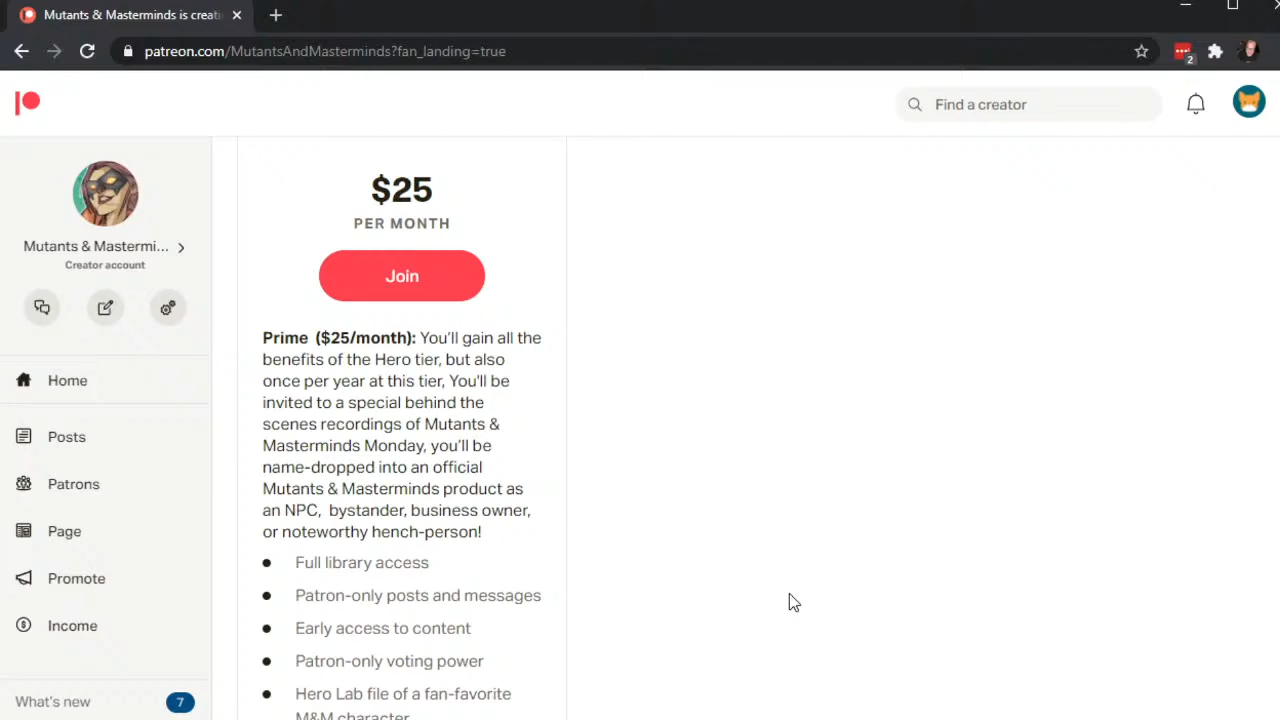 Mutants & Masterminds is creati
patreon.com/MutantsAndMasterminds?fan_landing=true
2
Find a creator
Mutants & Mastermi...
Creator account
Home
Posts
Patrons
Page
Promote
Income
What's new
7
$25
PER MONTH
Join
Prime ($25/month): You'll gain all the
benefits of the Hero tier, but also
once per year at this tier, You'll be
invited to a special behind the
scenes recordings of Mutants &
Masterminds Monday, you'll be
name-dropped into an official
Mutants & Masterminds product as
an NPC, bystander, business owner,
or noteworthy hench-person!
Full library access
Patron-only posts and messages
Early access to content
Patron-only voting power
Hero Lab file of a fan-favorite
M&M character